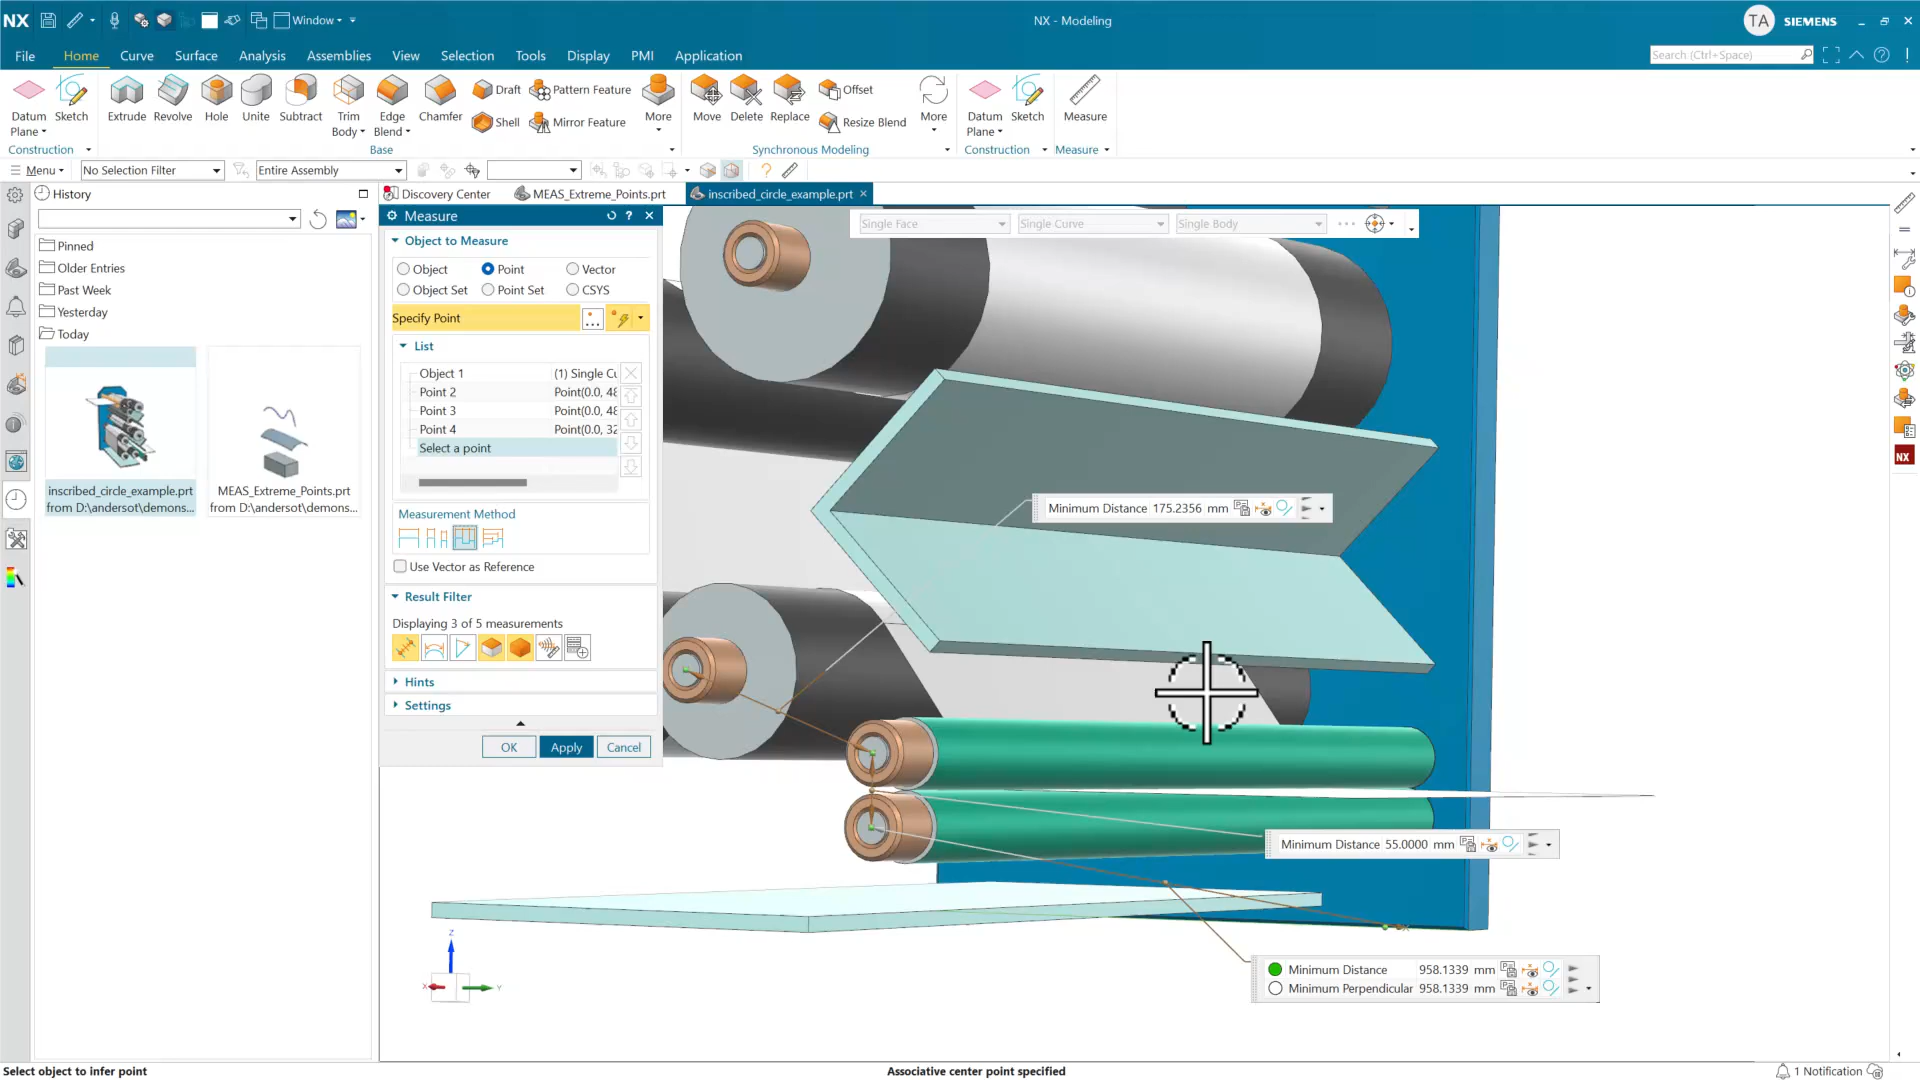 NX
Window
NX - Modeling
TA
SIEMENS
File
Home
Curve
Surface
Analysis
Assemblies
View
Selection
Tools
Display
PMI
Application
Search (Ctrl+Space)
Datum Plane
Sketch
Extrude
Revolve
Hole
Unite
Subtract
Trim Body
Edge Blend
Chamfer
Draft
Shell
Pattern Feature
Mirror Feature
More
Move
Delete
Replace
Offset
Resize Blend
More
Datum Plane
Sketch
Measure
Construction
Base
Synchronous Modeling
Construction
Measure
Menu
No Selection Filter
Entire Assembly
History
Discovery Center
MEAS_Extreme_Points.prt
inscribed_circle_example.prt
Pinned
Older Entries
Past Week
Yesterday
Today
inscribed_circle_example.prt
from D:\andersot\demons...
MEAS_Extreme_Points.prt
from D:\andersot\demons...
Measure
Object to Measure
Object
Point
Vector
Object Set
Point Set
CSYS
Specify Point
List
Object 1 (1) Single Cu
Point 2 Point(0.0, 48
Point 3 Point(0.0, 48
Point 4 Point(0.0, 32
Select a point
Measurement Method
Use Vector as Reference
Result Filter
Displaying 3 of 5 measurements
Hints
Settings
OK
Apply
Cancel
Single Face
Single Curve
Single Body
Minimum Distance 175.2356 mm
Minimum Distance 55.0000 mm
Minimum Distance 958.1339 mm
Minimum Perpendicular 958.1339 mm
Z
X
Y
NX
Select object to infer point
Associative center point specified
1 Notification